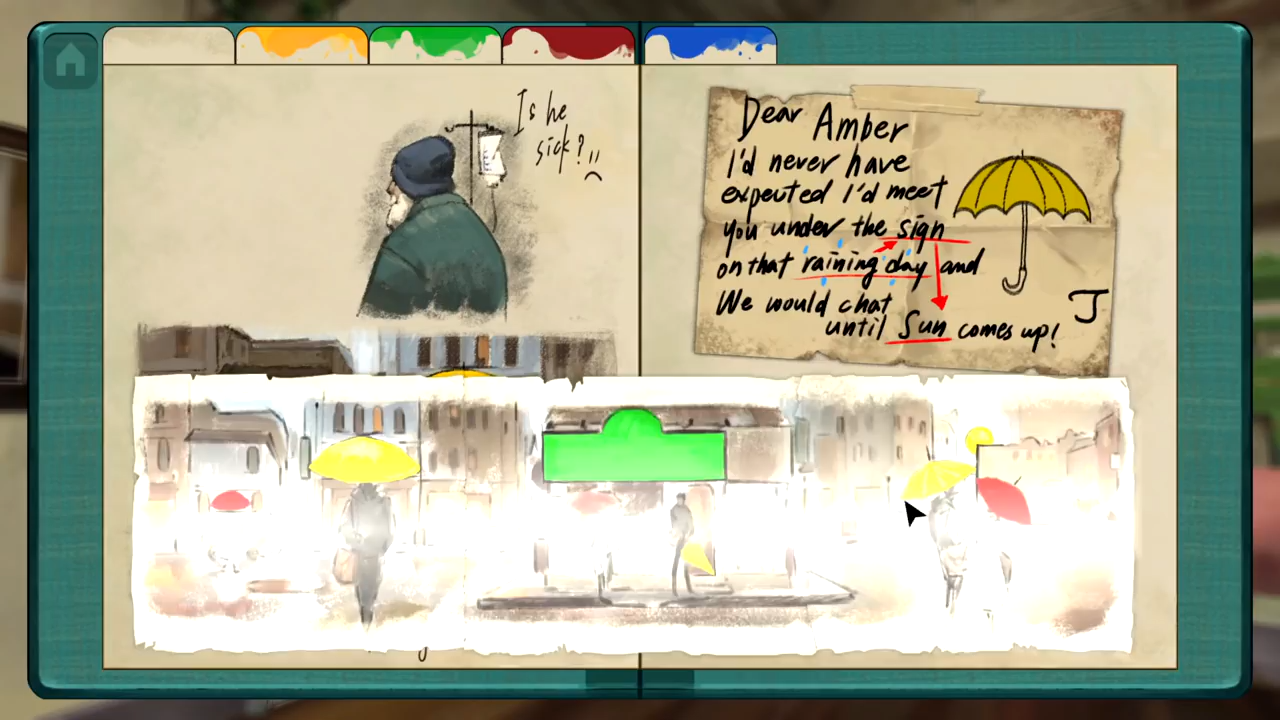 Is he
sick?
Dear Amber
I'd never have
expected I'd meet
you under the sign
on that raining day and
We would chat
until Sun comes up!
J